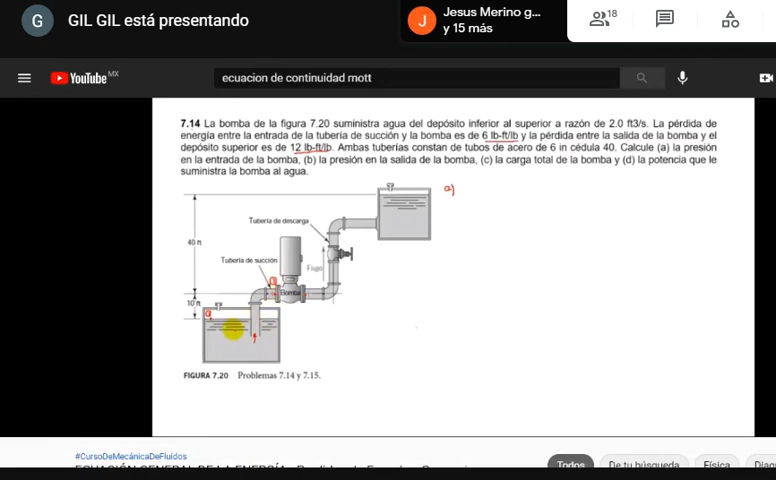 G GIL GIL está presentando
J Jesus Merino g...
y 15 más
18
YouTube MX
ecuacion de continuidad mott
7.14 La bomba de la figura 7.20 suministra agua del depósito inferior al superior a razón de 2.0 ft3/s. La pérdida de
energía entre la entrada de la tubería de succión y la bomba es de 6 lb-ft/lb y la pérdida entre la salida de la bomba y el
depósito superior es de 12 lb-ft/lb. Ambas tuberías constan de tubos de acero de 6 in cédula 40. Calcule (a) la presión
en la entrada de la bomba, (b) la presión en la salida de la bomba, (c) la carga total de la bomba y (d) la potencia que le
suministra la bomba al agua.
a)
Tubería de descarga
40 ft
Tubería de succión
Flujo
Bomba
10 ft
FIGURA 7.20 Problemas 7.14 y 7.15.
#CursoDeMecánicaDeFluidos
ECUACIÓN GENERAL DE LA ENERGÍA
Todos
De tu búsqueda
Física